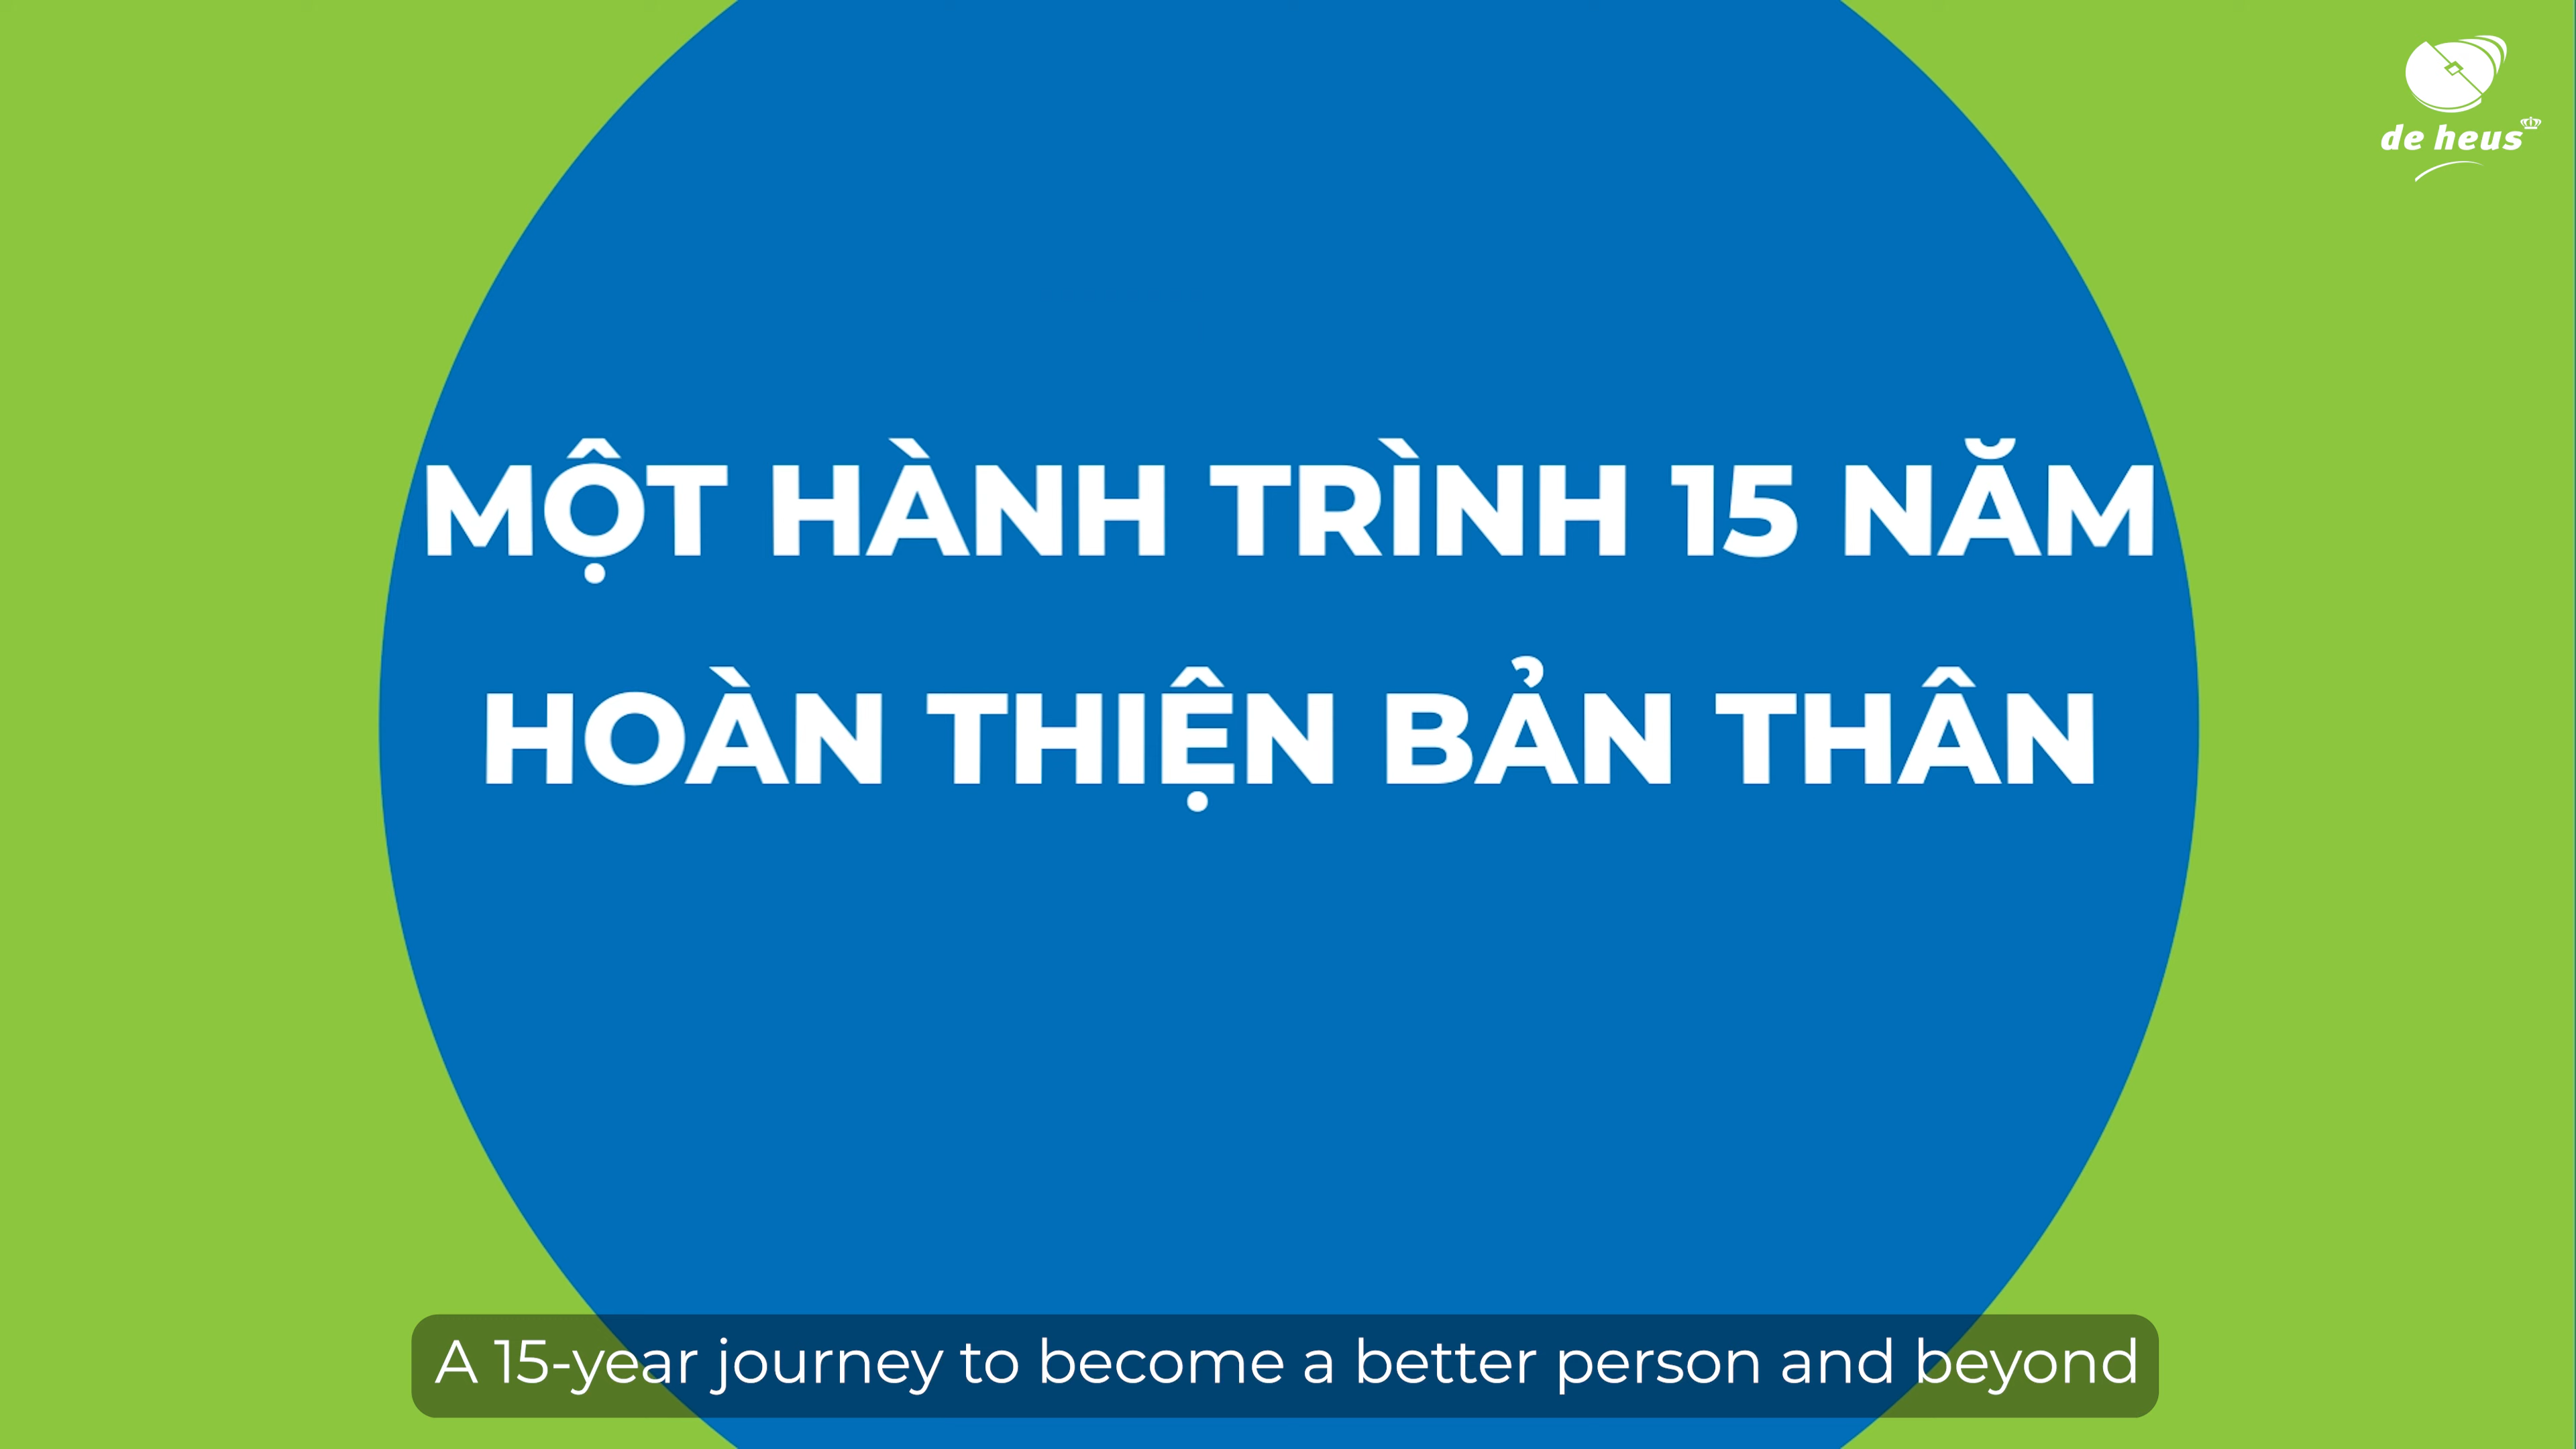 de heus
MỘT HÀNH TRÌNH 15 NĂM
HOÀN THIỆN BẢN THÂN
A 15-year journey to become a better person and beyond